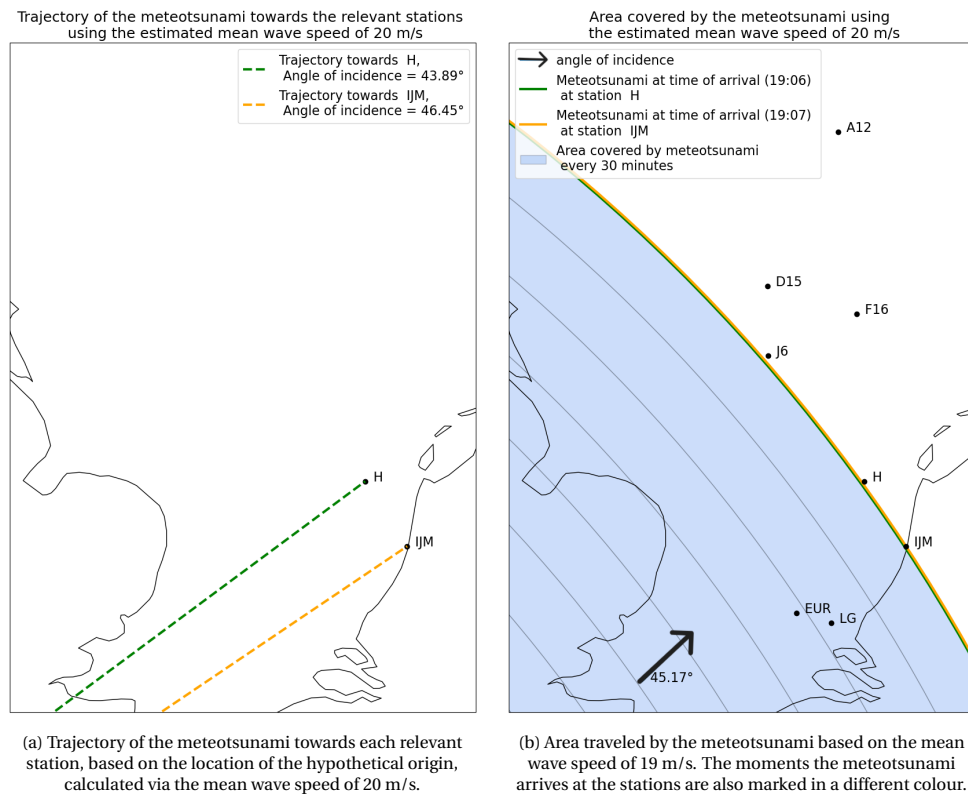 Trajectory of the meteotsunami towards the relevant stations
using the estimated mean wave speed of 20 m/s
Trajectory towards  H,
Angle of incidence = 43.89°
Trajectory towards  IJM,
Angle of incidence = 46.45°
H
IJM
(a) Trajectory of the meteotsunami towards each relevant
station, based on the location of the hypothetical origin,
calculated via the mean wave speed of 20 m/s.
Area covered by the meteotsunami using
the estimated mean wave speed of 20 m/s
angle of incidence
Meteotsunami at time of arrival (19:06)
at station  H
Meteotsunami at time of arrival (19:07)
at station  IJM
Area covered by meteotsunami
every 30 minutes
A12
D15
F16
J6
H
IJM
EUR
LG
45.17°
(b) Area traveled by the meteotsunami based on the mean
wave speed of 19 m/s. The moments the meteotsunami
arrives at the stations are also marked in a different colour.